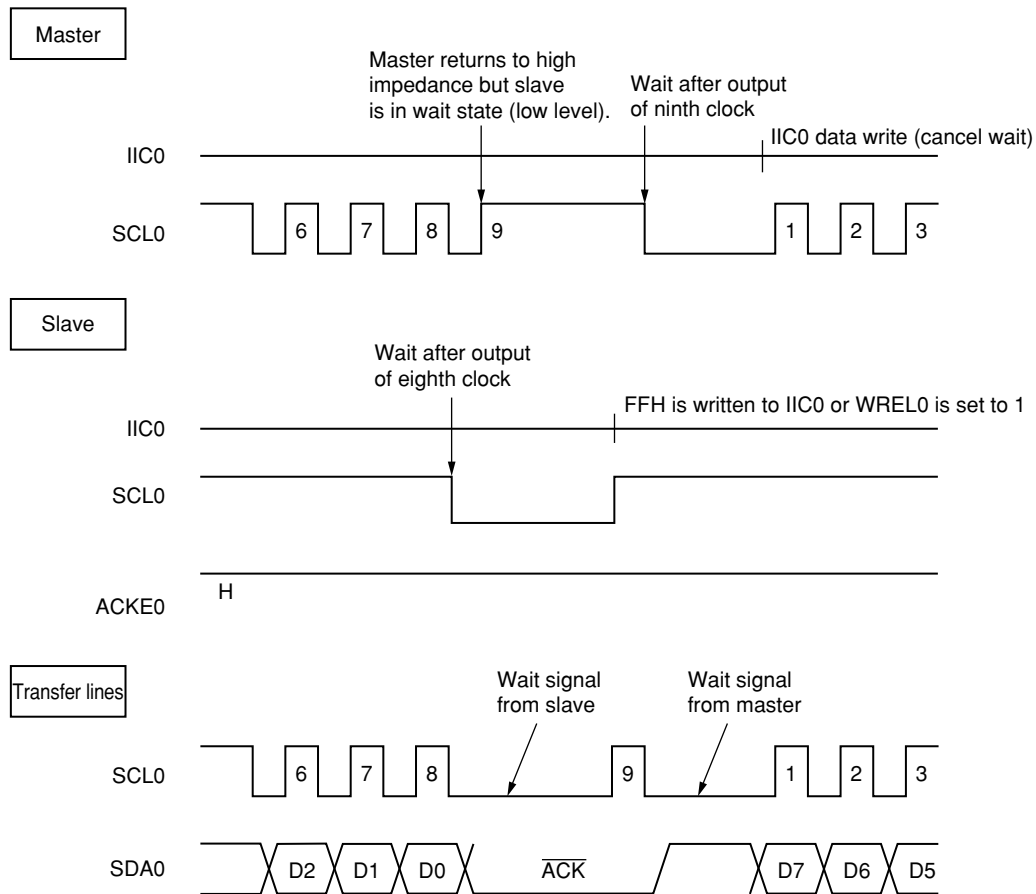 Master
Master returns to high
impedance but slave
is in wait state (low level).
Wait after output
of ninth clock
IIC0
IIC0 data write (cancel wait)
SCL0
6 7 8 9 1 2 3
Slave
Wait after output
of eighth clock
FFH is written to IIC0 or WREL0 is set to 1
IIC0
SCL0
H
ACKE0
Transfer lines
Wait signal
from slave
Wait signal
from master
SCL0
6 7 8 9 1 2 3
SDA0
D2 D1 D0 ACK D7 D6 D5